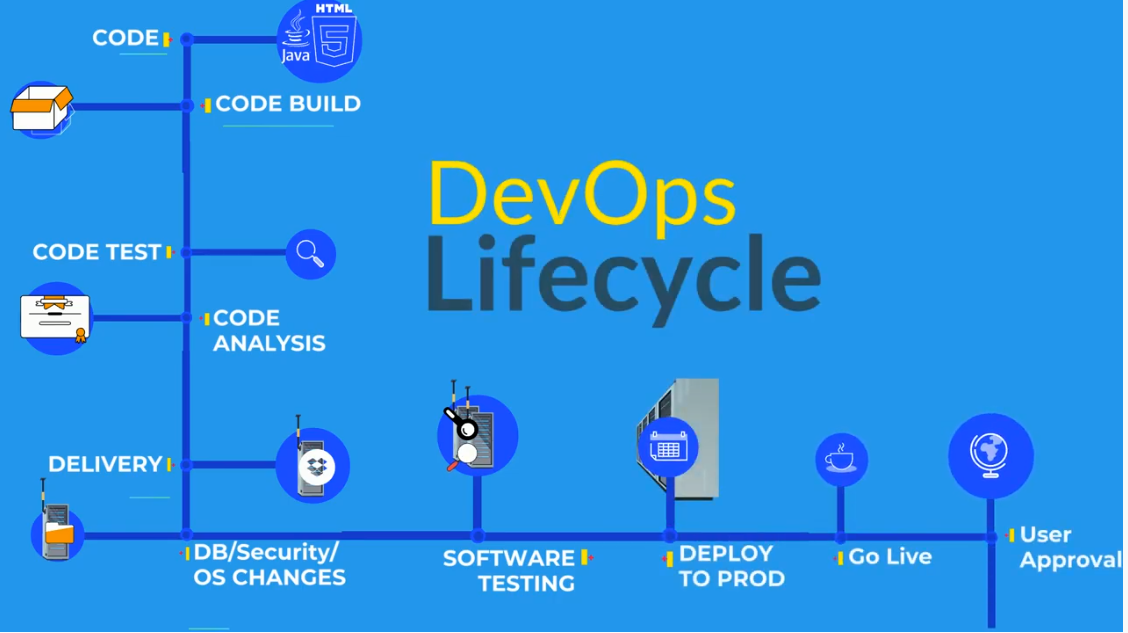 HTML
5
Java
CODE
CODE BUILD
DevOps
Lifecycle
CODE TEST
CODE
ANALYSIS
DELIVERY
DB/Security/
OS CHANGES
SOFTWARE
TESTING
DEPLOY
TO PROD
Go Live
User
Approval